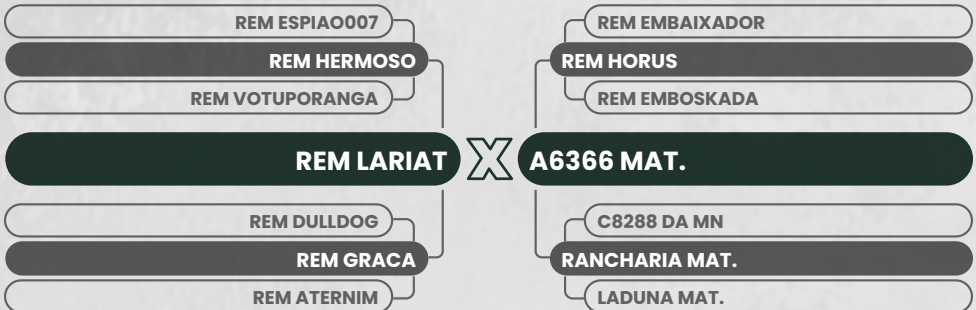 REM ESPIAO007
REM HERMOSO
REM VOTUPORANGA
REM LARIAT
REM DULLDOG
REM GRACA
REM ATERNIM
X
REM EMBAIXADOR
REM HORUS
REM EMBOSKADA
A6366 MAT.
C8288 DA MN
RANCHARIA MAT.
LADUNA MAT.